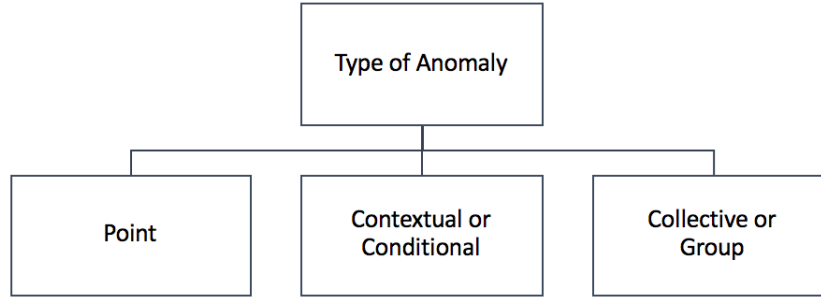 Type of Anomaly
Point
Contextual or
Conditional
Collective or
Group